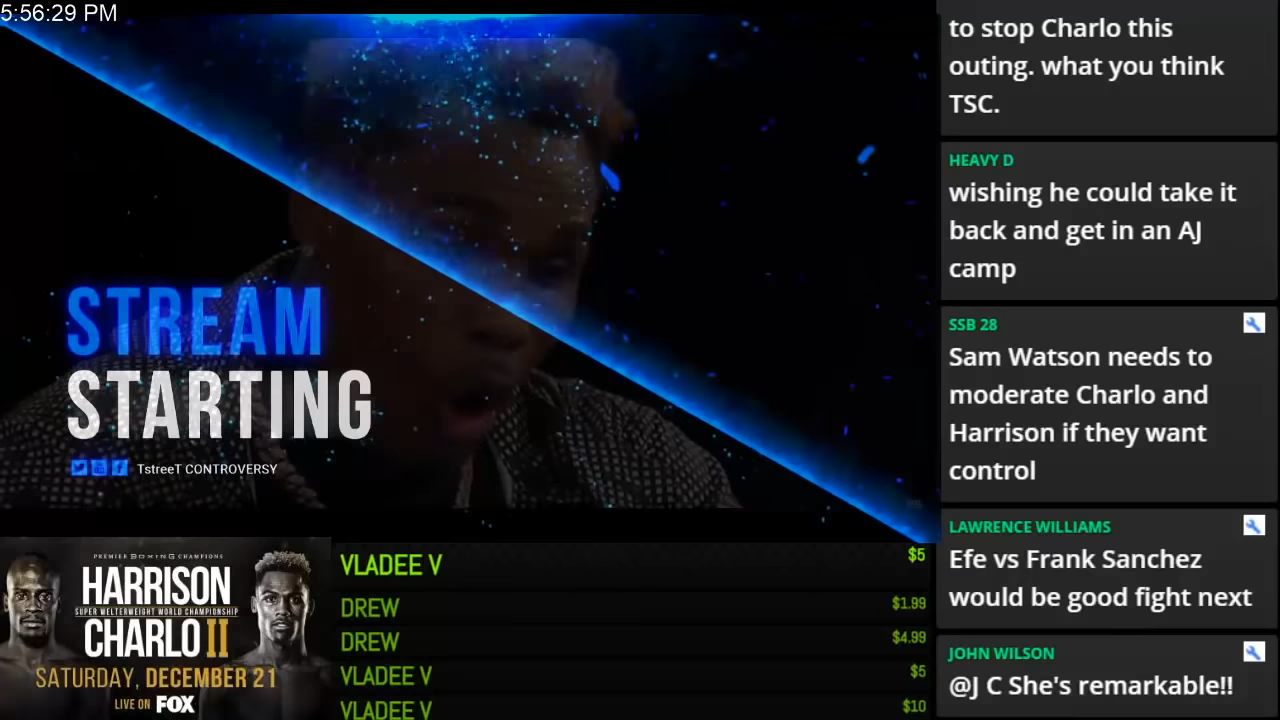 5:56:29 PM
STREAM
STARTING
TstreeT CONTROVERSY
PREMIER BOXING CHAMPIONS
HARRISON
SUPER WELTERWEIGHT WORLD CHAMPIONSHIP
CHARLO II
SATURDAY, DECEMBER 21
LIVE ON FOX
VLADEE V $5
DREW $1.99
DREW $4.99
VLADEE V $5
VLADEE V $10
to stop Charlo this
outing. what you think
TSC.
HEAVY D
wishing he could take it
back and get in an AJ
camp
SSB 28
Sam Watson needs to
moderate Charlo and
Harrison if they want
control
LAWRENCE WILLIAMS
Efe vs Frank Sanchez
would be good fight next
JOHN WILSON
@J C She's remarkable!!